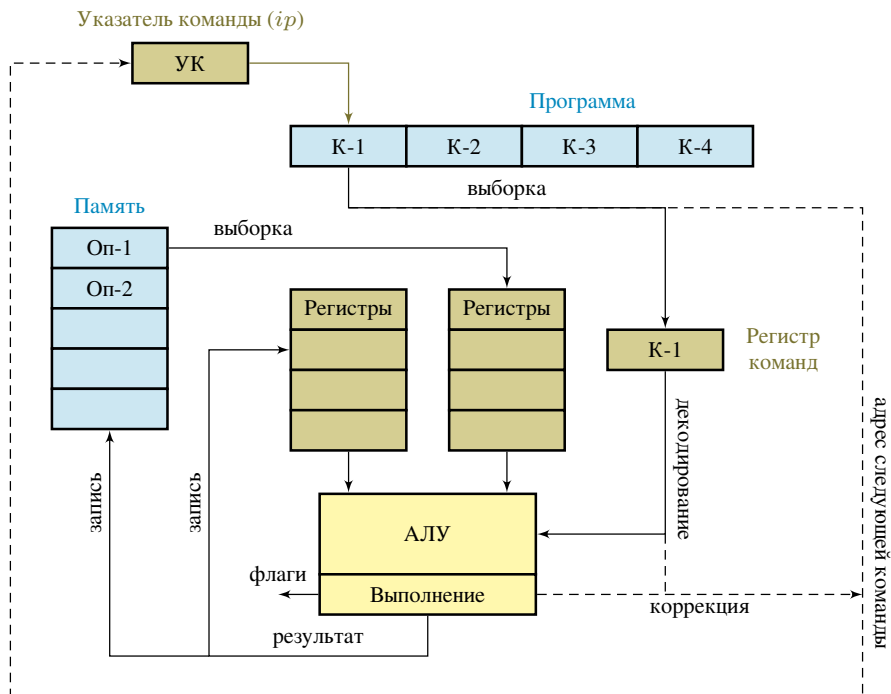 Указатель команды (ip)
УК
Программа
К-1 К-2 К-3 К-4
выборка
Память
Оп-1
выборка
Оп-2
Регистры
Регистры
К-1
Регистр
команд
декодирование
адрес следующей команды
запись
запись
АЛУ
флаги
Выполнение
коррекция
результат